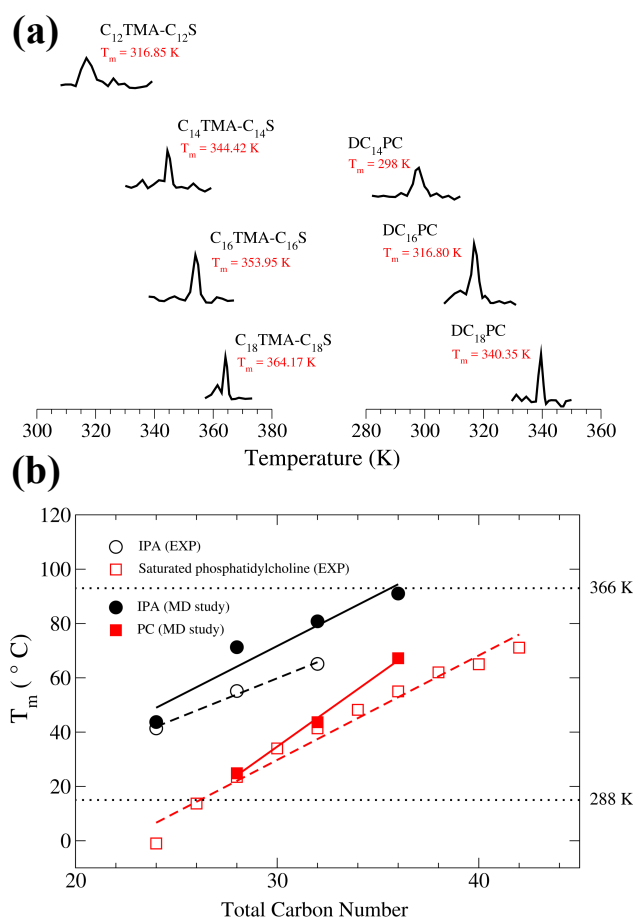 (a)
C₁₂TMA-C₁₂S
Tₘ = 316.85 K
C₁₄TMA-C₁₄S
Tₘ = 344.42 K
DC₁₄PC
Tₘ = 298 K
C₁₆TMA-C₁₆S
Tₘ = 353.95 K
DC₁₆PC
Tₘ = 316.80 K
C₁₈TMA-C₁₈S
Tₘ = 364.17 K
DC₁₈PC
Tₘ = 340.35 K
300 320 340 360 380 280 300 320 340 360
Temperature (K)
(b)
120
100
80
60
40
20
0
Tₘ ( ° C)
IPA (EXP)
Saturated phosphatidylcholine (EXP)
IPA (MD study)
PC (MD study)
366 K
288 K
20 30 40
Total Carbon Number